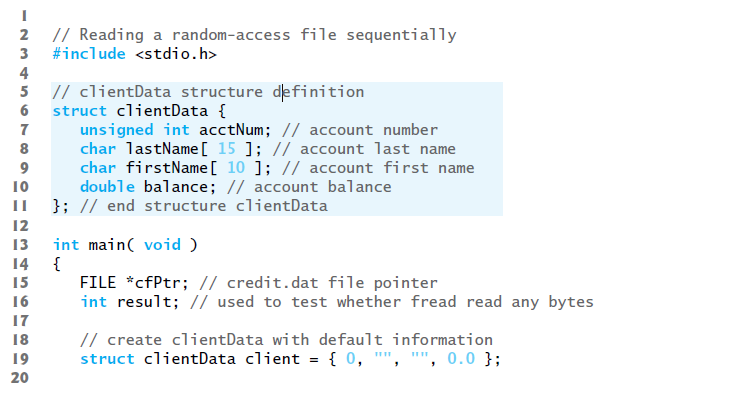 1
2 // Reading a random-access file sequentially
3 #include <stdio.h>
4
5 // clientData structure definition
6 struct clientData {
7 unsigned int acctNum; // account number
8 char lastName[ 15 ]; // account last name
9 char firstName[ 10 ]; // account first name
10 double balance; // account balance
11 }; // end structure clientData
12
13 int main( void )
14 {
15 FILE *cfPtr; // credit.dat file pointer
16 int result; // used to test whether fread read any bytes
17
18 // create clientData with default information
19 struct clientData client = { 0, "", "", 0.0 };
20